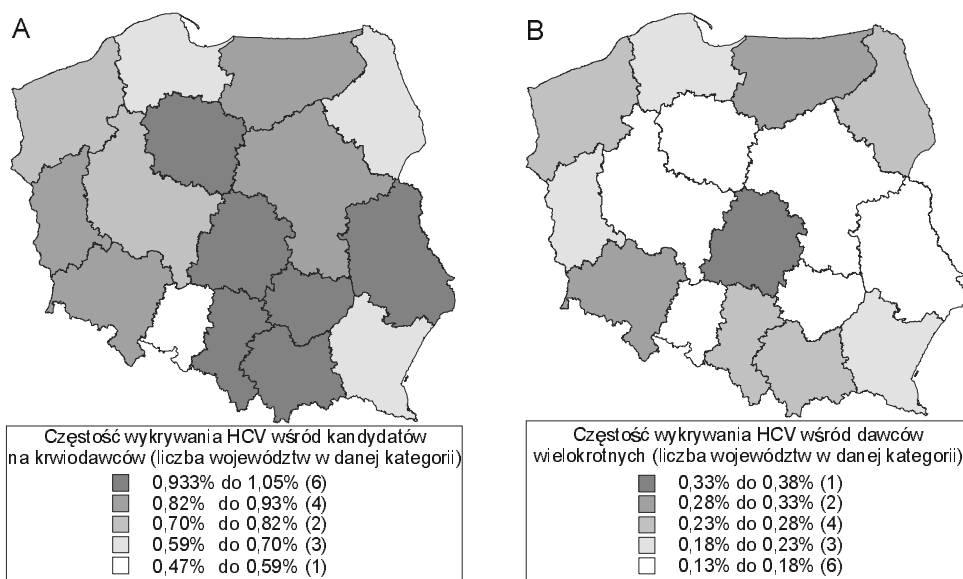 A
Częstość wykrywania HCV wśród kandydatów
na krwiodawców (liczba województw w danej kategorii)
0,933% do 1,05% (6)
0,82% do 0,93% (4)
0,70% do 0,82% (2)
0,59% do 0,70% (3)
0,47% do 0,59% (1)
B
Częstość wykrywania HCV wśród dawców
wielokrotnych (liczba województw w danej kategorii)
0,33% do 0,38% (1)
0,28% do 0,33% (2)
0,23% do 0,28% (4)
0,18% do 0,23% (3)
0,13% do 0,18% (6)